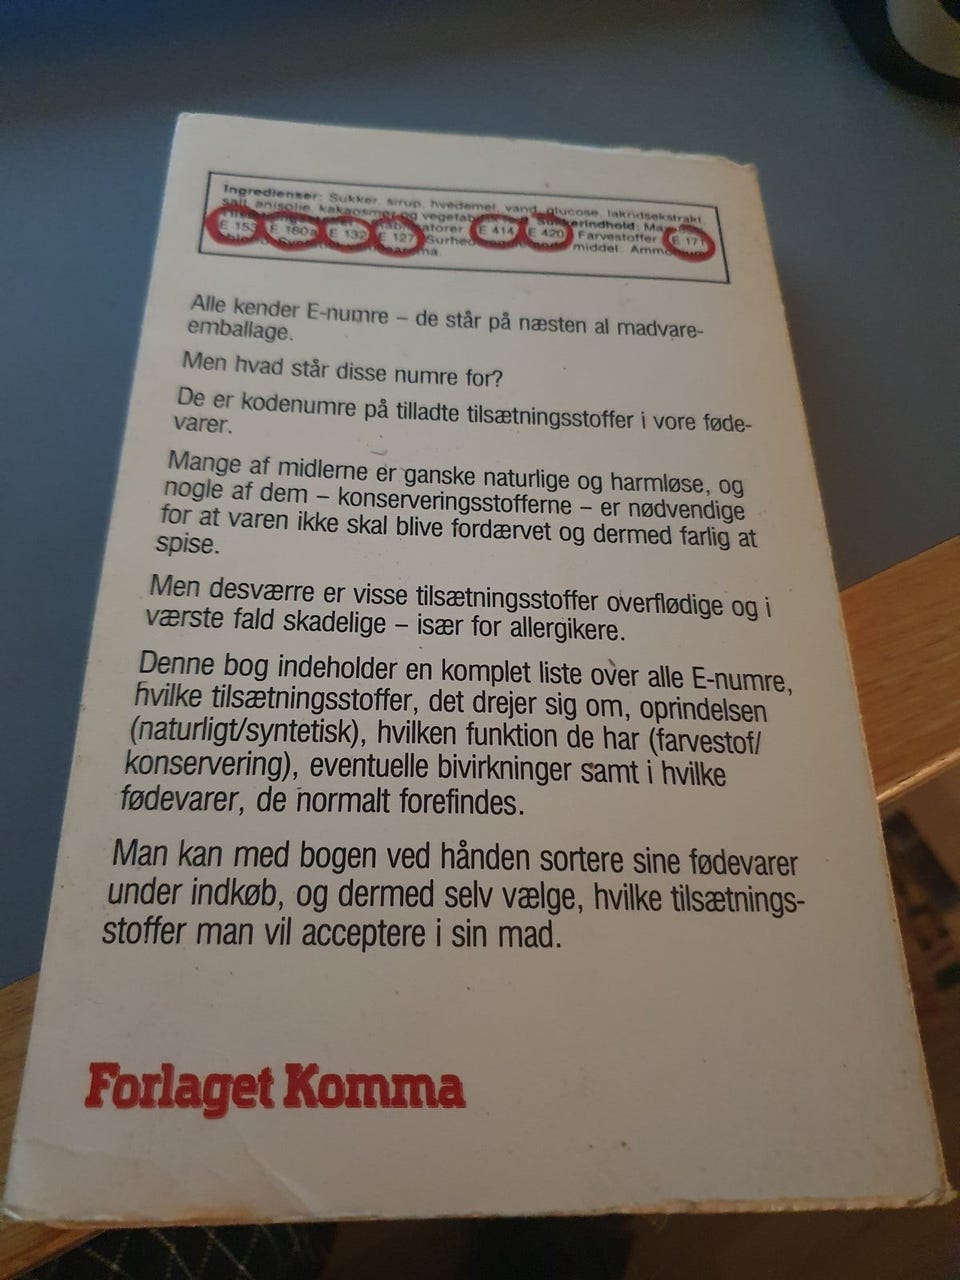 Ingredienser: Sukker, sirup, hvedemel, vand, glucose, lakridsekstrakt,
salt, anisolie, kakaosmør og vegetab
E 153 E 160a E 132 E 127 atorer E 414 E 420 Farvestoffer E 171
Surhed middel: Ammonium
Alle kender E-numre – de står på næsten al madvare-
emballage.
Men hvad står disse numre for?
De er kodenumre på tilladte tilsætningsstoffer i vore føde-
varer.
Mange af midlerne er ganske naturlige og harmløse, og
nogle af dem – konserveringsstofferne – er nødvendige
for at varen ikke skal blive fordærvet og dermed farlig at
spise.
Men desværre er visse tilsætningsstoffer overflødige og i
værste fald skadelige – især for allergikere.
Denne bog indeholder en komplet liste over alle E-numre,
hvilke tilsætningsstoffer, det drejer sig om, oprindelsen
(naturligt/syntetisk), hvilken funktion de har (farvestof/
konservering), eventuelle bivirkninger samt i hvilke
fødevarer, de normalt forefindes.
Man kan med bogen ved hånden sortere sine fødevarer
under indkøb, og dermed selv vælge, hvilke tilsætnings-
stoffer man vil acceptere i sin mad.
Forlaget Komma